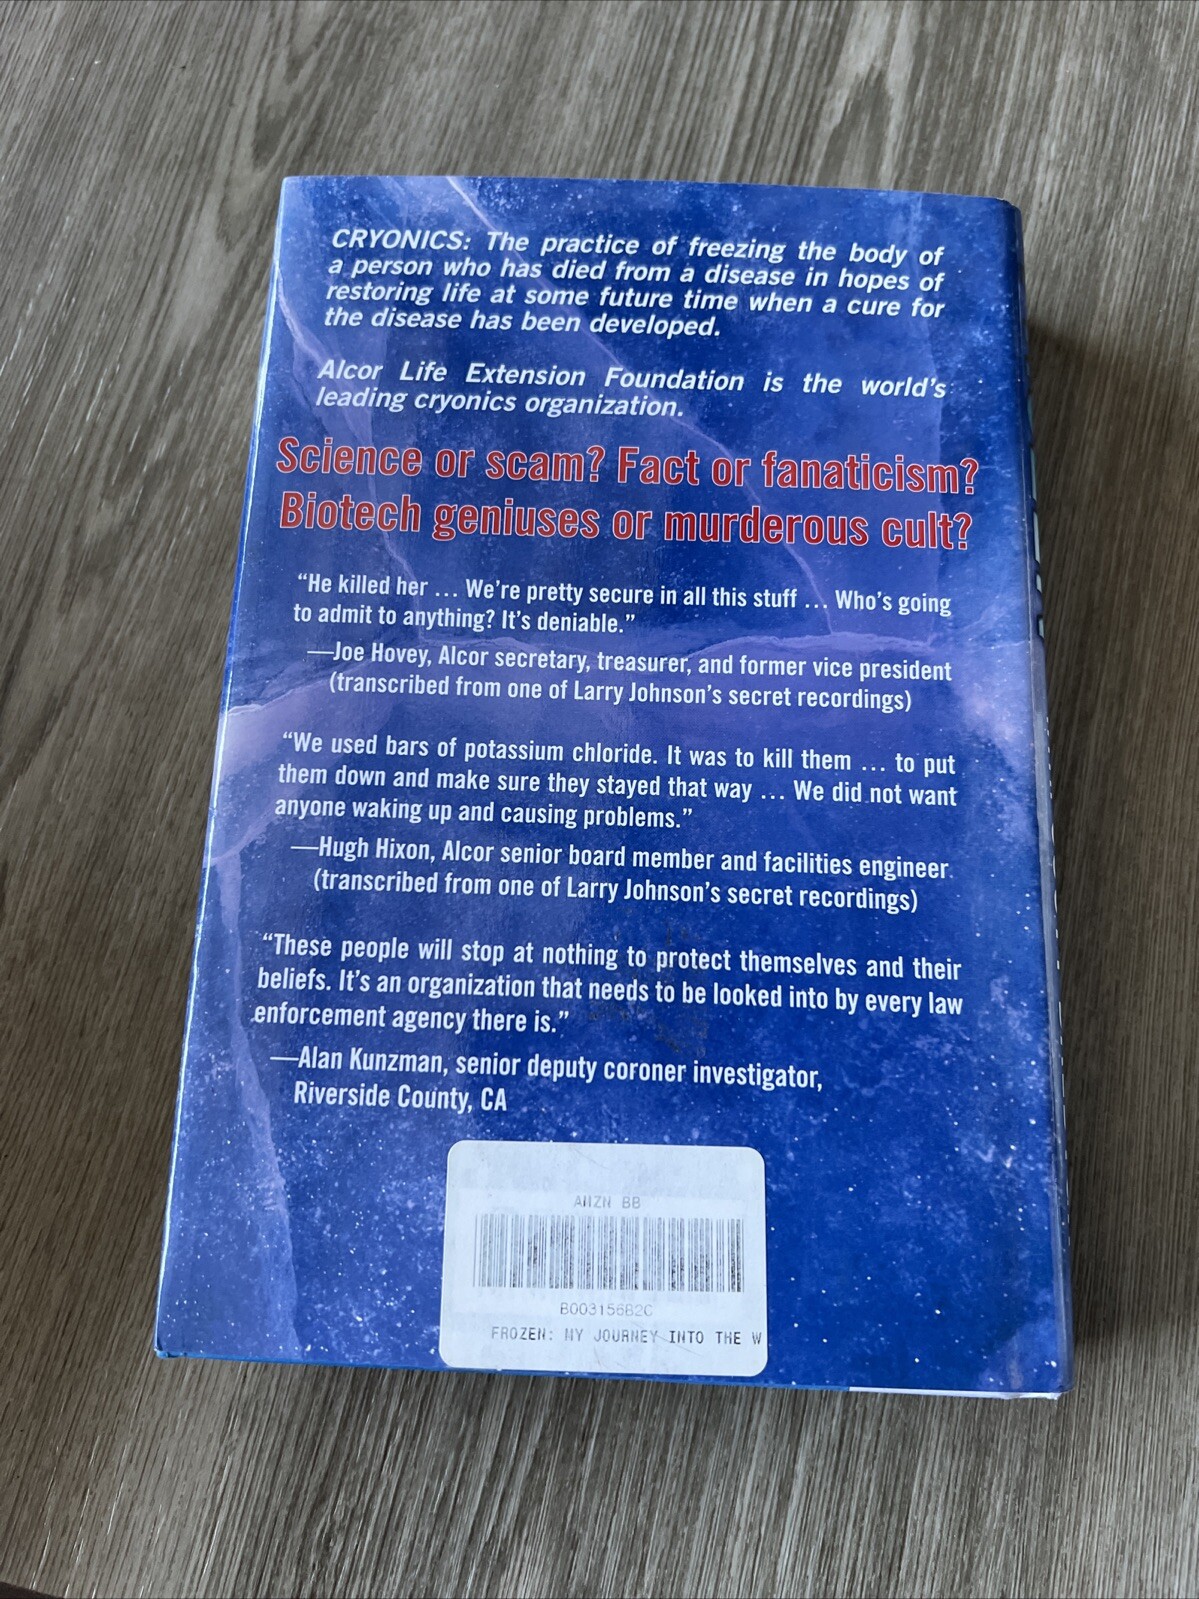 CRYONICS: The practice of freezing the body of
a person who has died from a disease in hopes of
restoring life at some future time when a cure for
the disease has been developed.
Alcor Life Extension Foundation is the world's
leading cryonics organization.
Science or scam? Fact or fanaticism?
Biotech geniuses or murderous cult?
“He killed her ... We're pretty secure in all this stuff ... Who's going
to admit to anything? It's deniable.”
—Joe Hovey, Alcor secretary, treasurer, and former vice president
(transcribed from one of Larry Johnson's secret recordings)
“We used bars of potassium chloride. It was to kill them ... to put
them down and make sure they stayed that way ... We did not want
anyone waking up and causing problems.”
—Hugh Hixon, Alcor senior board member and facilities engineer
(transcribed from one of Larry Johnson's secret recordings)
“These people will stop at nothing to protect themselves and their
beliefs. It's an organization that needs to be looked into by every law
enforcement agency there is.”
—Alan Kunzman, senior deputy coroner investigator,
Riverside County, CA
AMZN BB
B00315682C
FROZEN: MY JOURNEY INTO THE W